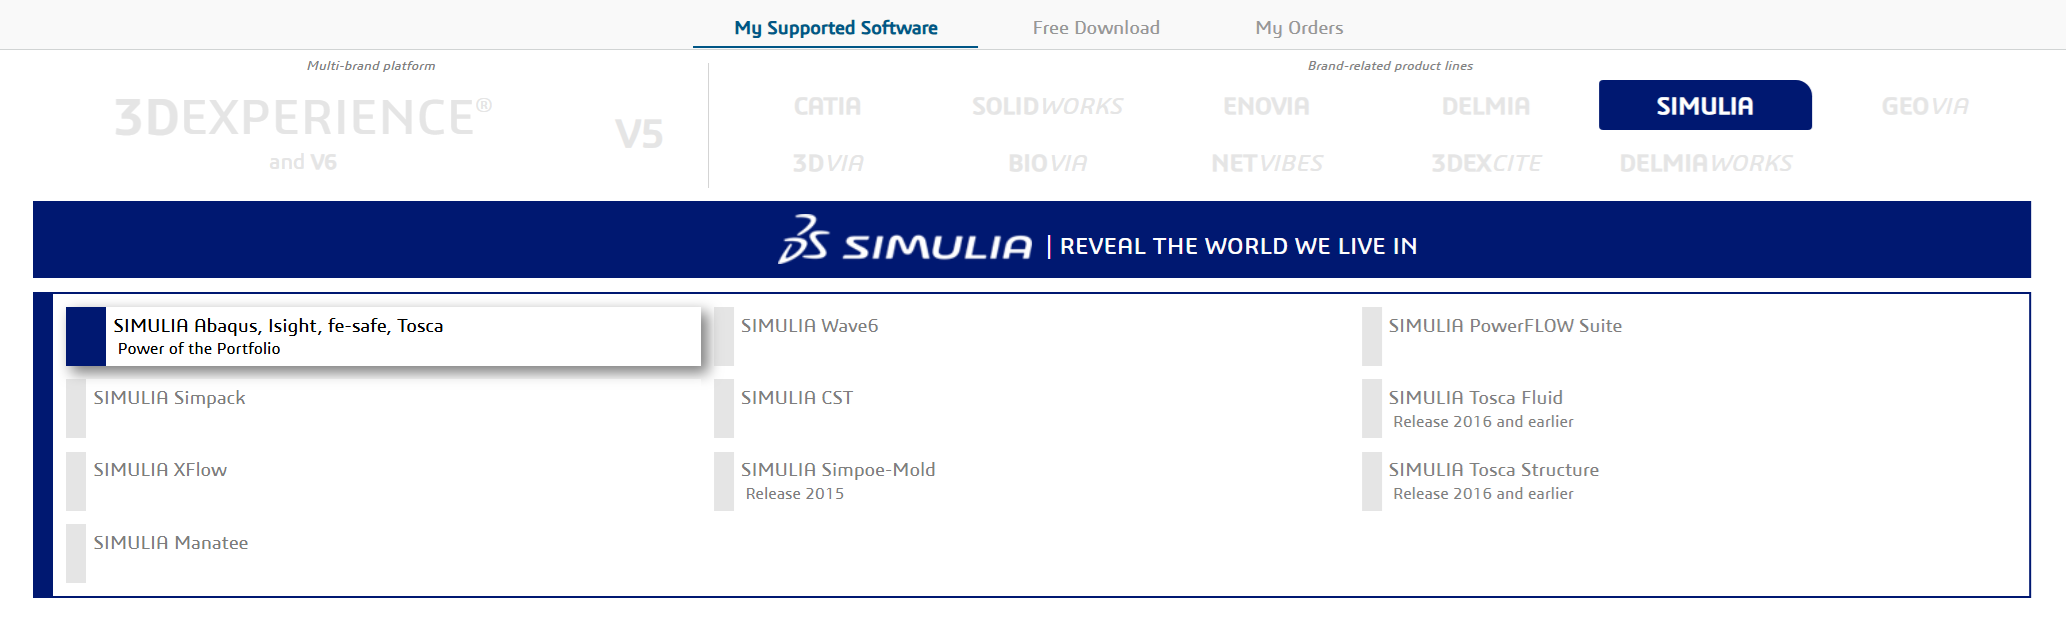 My Supported Software
Free Download
My Orders
Multi-brand platform
3DEXPERIENCE®
and V6
V5
Brand-related product lines
CATIA
SOLIDWORKS
ENOVIA
DELMIA
SIMULIA
GEOVIA
3DVIA
BIOVIA
NETVIBES
3DEXCITE
DELMIAWORKS
SIMULIA | REVEAL THE WORLD WE LIVE IN
SIMULIA Abaqus, Isight, fe-safe, Tosca
Power of the Portfolio
SIMULIA Wave6
SIMULIA PowerFLOW Suite
SIMULIA Simpack
SIMULIA CST
SIMULIA Tosca Fluid
Release 2016 and earlier
SIMULIA XFlow
SIMULIA Simpoe-Mold
Release 2015
SIMULIA Tosca Structure
Release 2016 and earlier
SIMULIA Manatee